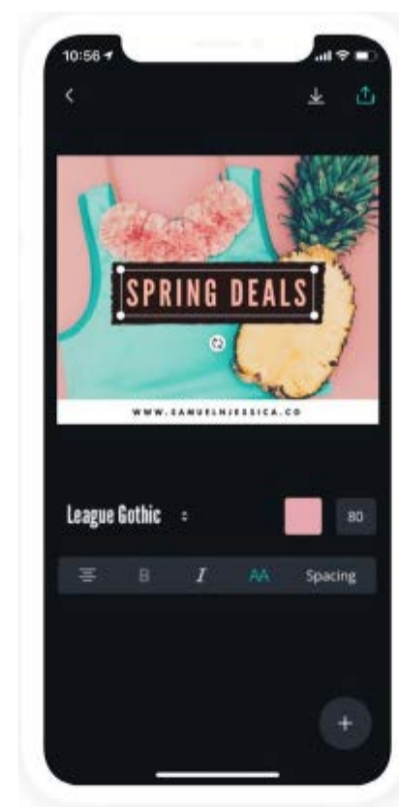 10:56
SPRING DEALS
WWW.SAMUELNJESSICA.CO
League Gothic 80
B I AA Spacing